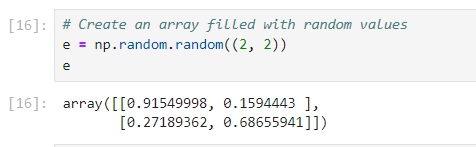 [16]: # Create an array filled with random values
e = np.random.random((2, 2))
e
[16]: array([[0.91549998, 0.1594443 ],
[0.27189362, 0.68655941]])